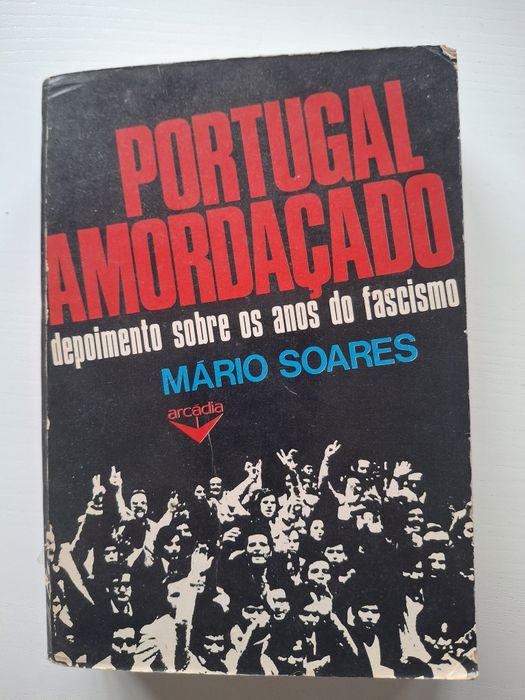 PORTUGAL
AMORDAÇADO
depoimento sobre os anos do fascismo
MÁRIO SOARES
arcádia